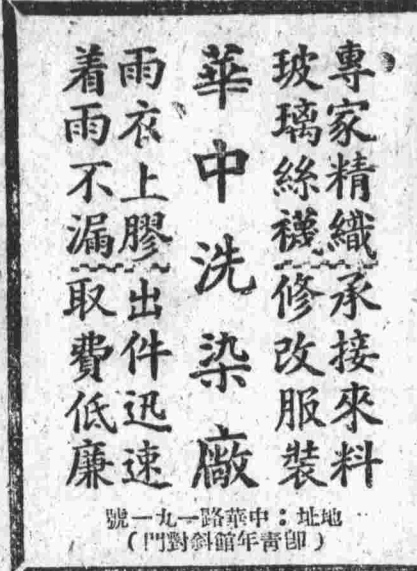 專家精織
承接來料
玻璃絲襪
修改服裝
華中洗染廠
雨衣上膠
出件迅速
着雨不漏
取費低廉
地址：中華路一九一號
（卽靑年館斜對門）